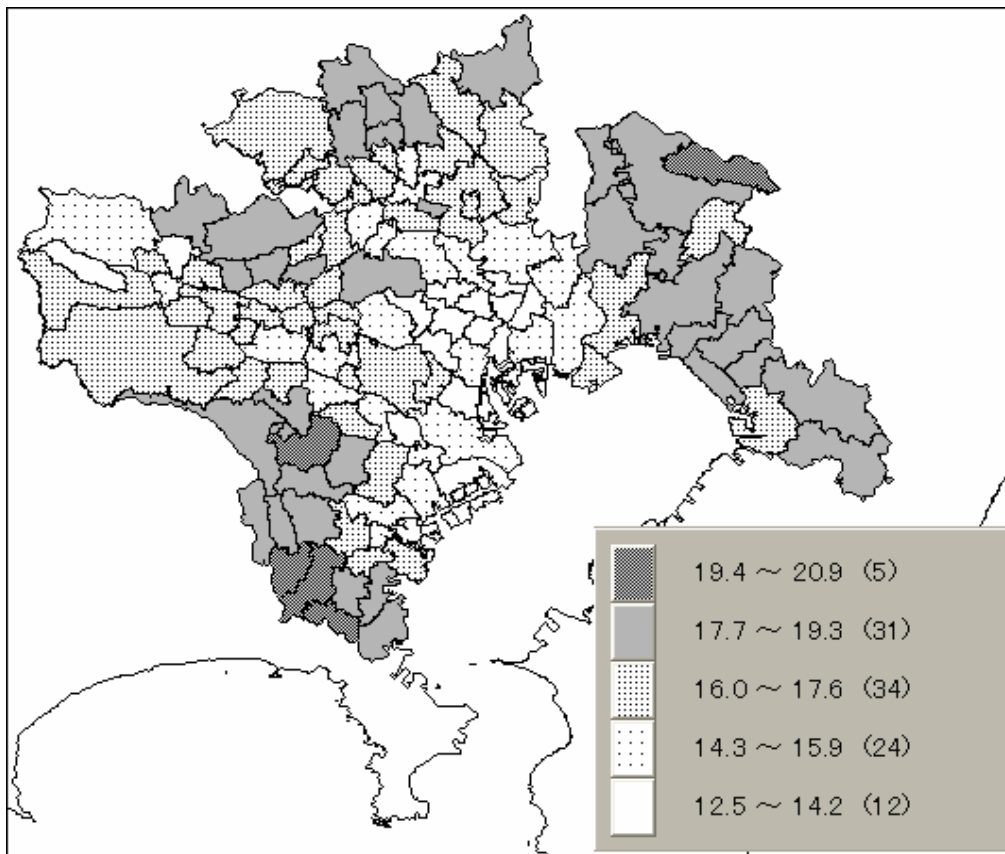 19.4 ～ 20.9 (5)
17.7 ～ 19.3 (31)
16.0 ～ 17.6 (34)
14.3 ～ 15.9 (24)
12.5 ～ 14.2 (12)